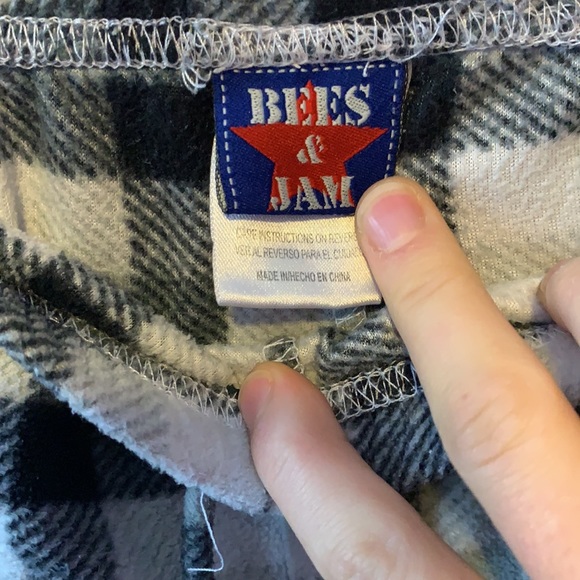 BEES
&
JAM
CARE INSTRUCTIONS ON REVERSE
VER AL REVERSO PARA EL CUIDADO
MADE IN/HECHO EN CHINA